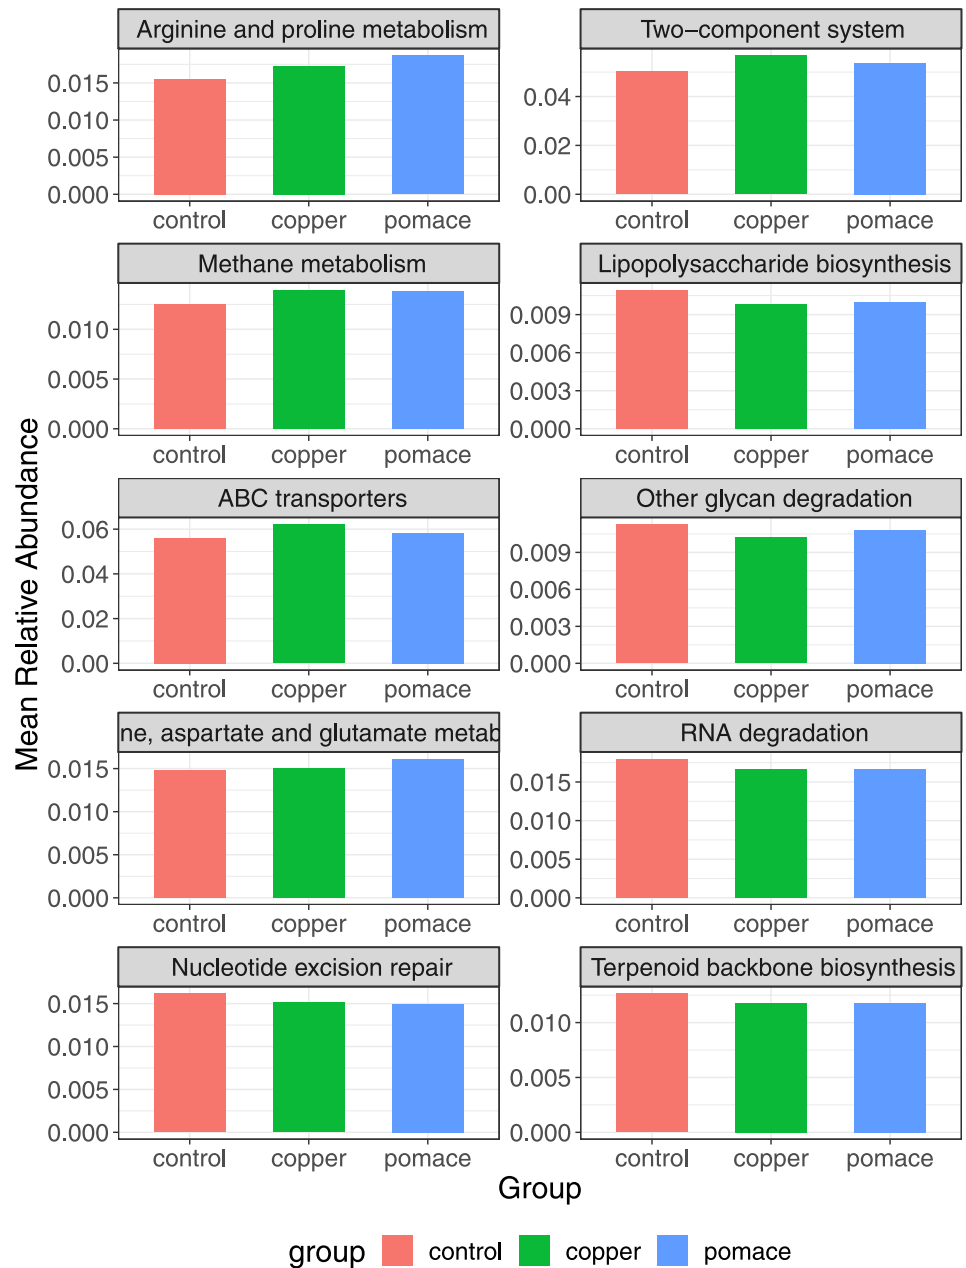 Arginine and proline metabolism
Two−component system
0.015
0.010
0.005
0.000
0.04
0.02
0.00
control copper pomace
control copper pomace
Methane metabolism
Lipopolysaccharide biosynthesis
0.010
0.005
0.000
0.009
0.006
0.003
0.000
control copper pomace
control copper pomace
Mean Relative Abundance
ABC transporters
Other glycan degradation
0.06
0.04
0.02
0.00
0.009
0.006
0.003
0.000
control copper pomace
control copper pomace
ne, aspartate and glutamate metab
RNA degradation
0.015
0.010
0.005
0.000
0.015
0.010
0.005
0.000
control copper pomace
control copper pomace
Nucleotide excision repair
Terpenoid backbone biosynthesis
0.015
0.010
0.005
0.000
0.010
0.005
0.000
control copper pomace
control copper pomace
Group
group control copper pomace